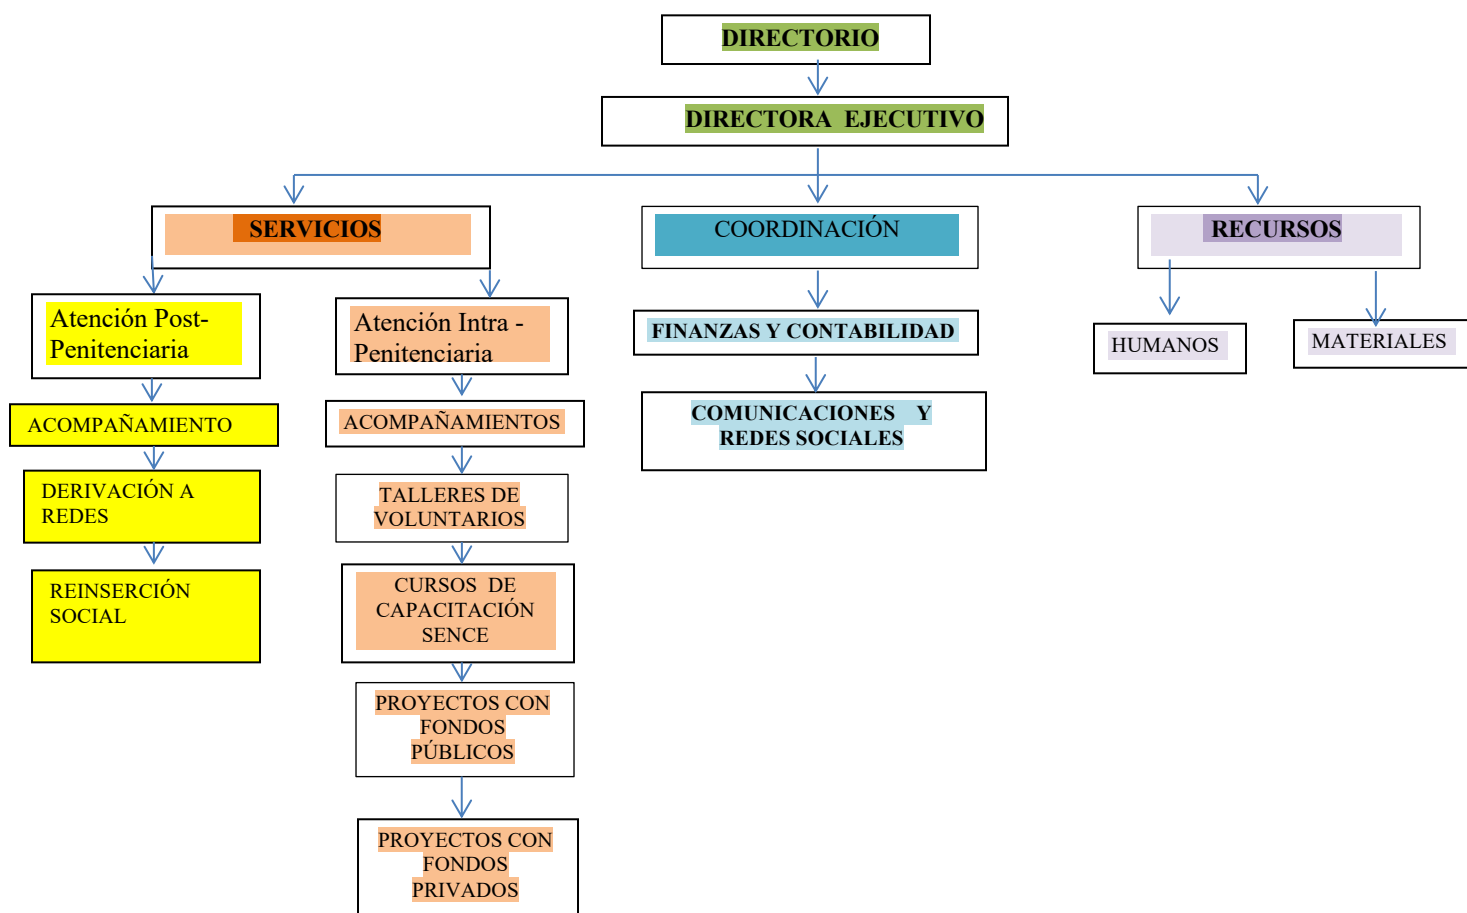 DIRECTORIO
DIRECTORA EJECUTIVO
SERVICIOS
COORDINACIÓN
RECURSOS
Atención Post-
Penitenciaria
Atención Intra -
Penitenciaria
FINANZAS Y CONTABILIDAD
HUMANOS
MATERIALES
ACOMPAÑAMIENTO
ACOMPAÑAMIENTOS
COMUNICACIONES Y
REDES SOCIALES
DERIVACIÓN A
REDES
TALLERES DE
VOLUNTARIOS
REINSERCIÓN
SOCIAL
CURSOS DE
CAPACITACIÓN
SENCE
PROYECTOS CON
FONDOS
PÚBLICOS
PROYECTOS CON
FONDOS
PRIVADOS